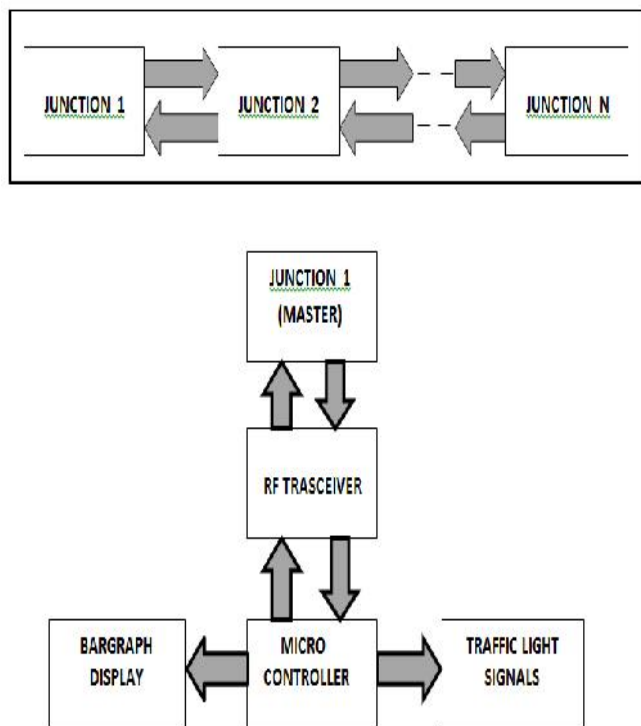 JUNCTION 1
JUNCTION 2
JUNCTION N
JUNCTION 1
(MASTER)
RF TRASCEIVER
BARGRAPH
DISPLAY
MICRO
CONTROLLER
TRAFFIC LIGHT
SIGNALS